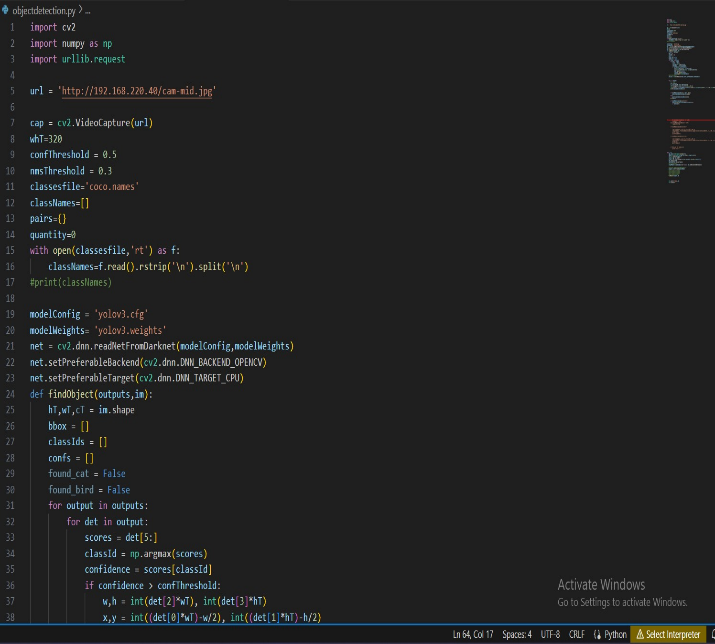 objectdetection.py > ...
1 import cv2
2 import numpy as np
3 import urllib.request
4
5 url = 'http://192.168.220.40/cam-mid.jpg'
6
7 cap = cv2.VideoCapture(url)
8 whT=320
9 confThreshold = 0.5
10 nmsThreshold = 0.3
11 classesfile='coco.names'
12 classNames=[]
13 pairs={}
14 quantity=0
15 with open(classesfile,'rt') as f:
16     classNames=f.read().rstrip('\n').split('\n')
17 #print(classNames)
18
19 modelConfig = 'yolov3.cfg'
20 modelWeights= 'yolov3.weights'
21 net = cv2.dnn.readNetFromDarknet(modelConfig,modelWeights)
22 net.setPreferableBackend(cv2.dnn.DNN_BACKEND_OPENCV)
23 net.setPreferableTarget(cv2.dnn.DNN_TARGET_CPU)
24 def findObject(outputs,im):
25     hT,wT,cT = im.shape
26     bbox = []
27     classIds = []
28     confs = []
29     found_cat = False
30     found_bird = False
31     for output in outputs:
32         for det in output:
33             scores = det[5:]
34             classId = np.argmax(scores)
35             confidence = scores[classId]
36             if confidence > confThreshold:
37                 w,h = int(det[2]*wT), int(det[3]*hT)
38                 x,y = int((det[0]*wT)-w/2), int((det[1]*hT)-h/2)
Activate Windows
Go to Settings to activate Windows.
Ln 64, Col 17 Spaces: 4 UTF-8 CRLF Python Select Interpreter